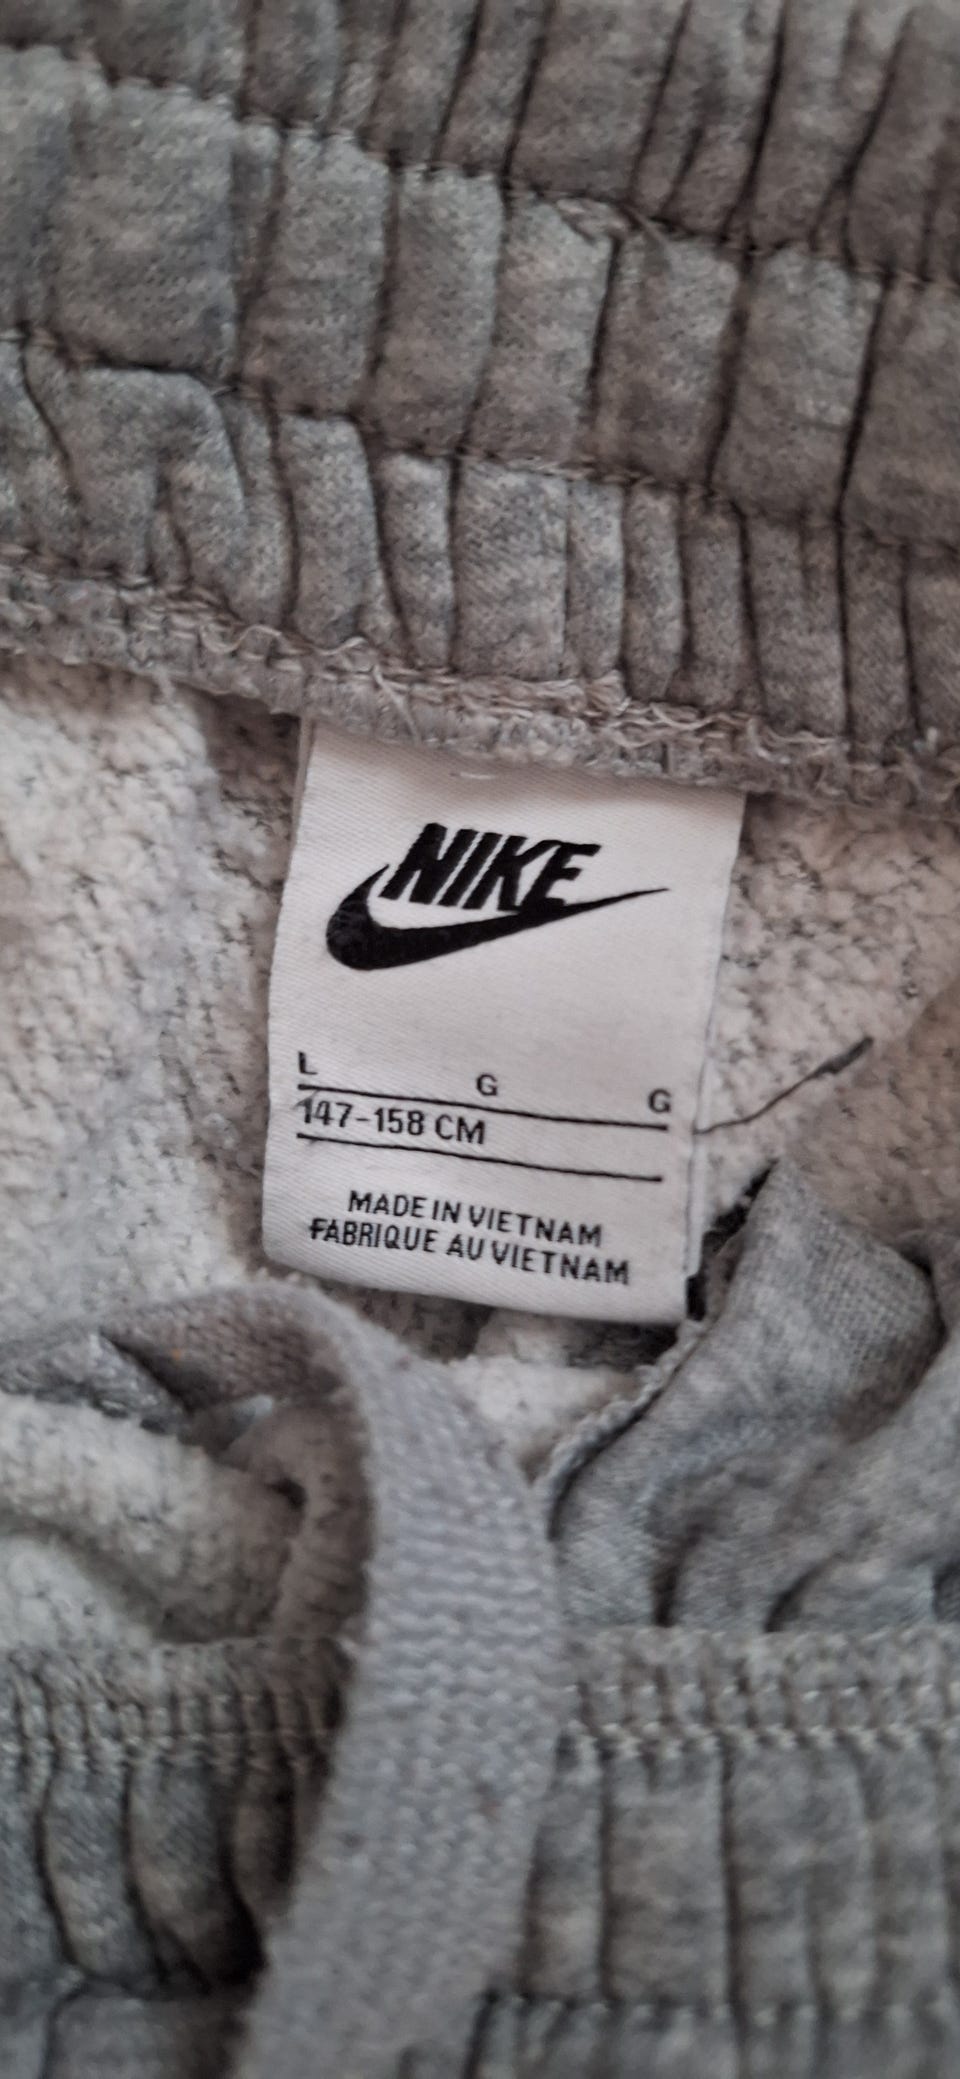 NIKE
L G G
147-158 CM
MADE IN VIETNAM
FABRIQUE AU VIETNAM